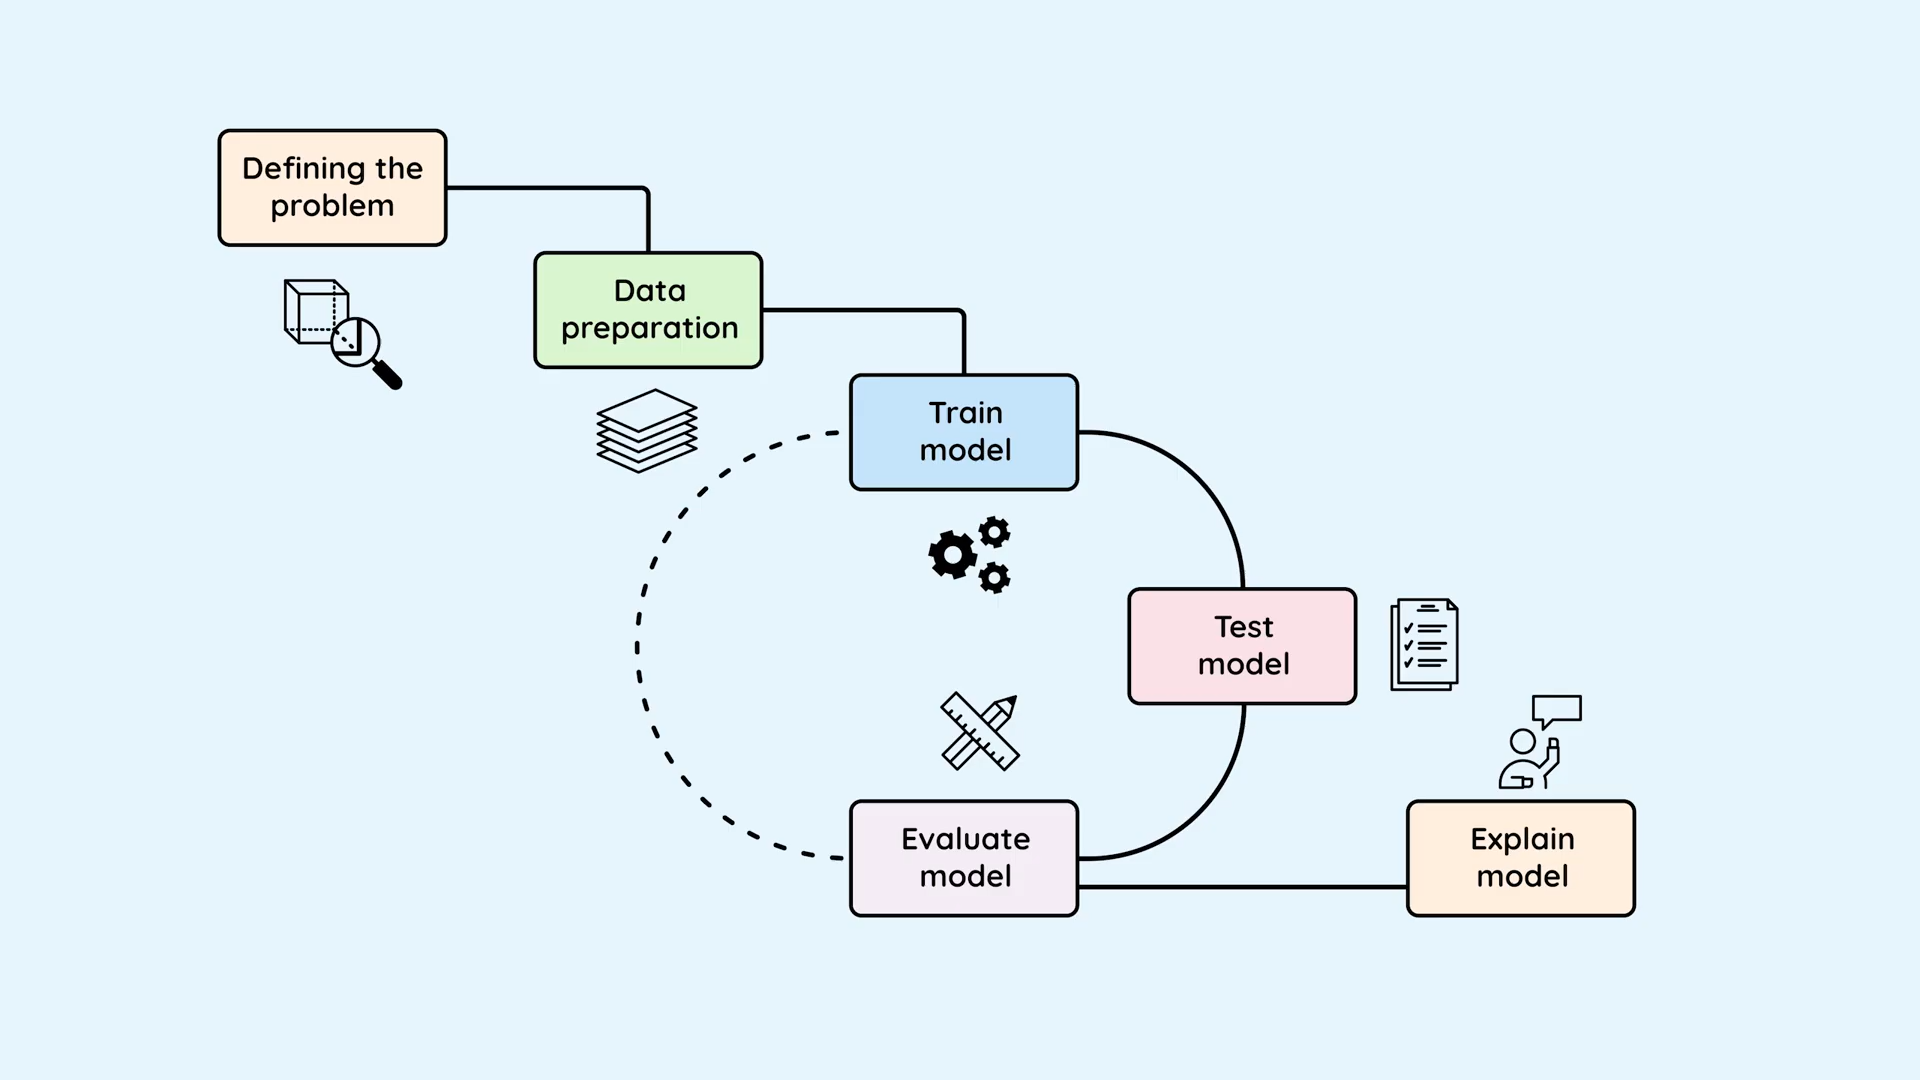 Defining the
problem
Data
preparation
Train
model
Test
model
Evaluate
model
Explain
model